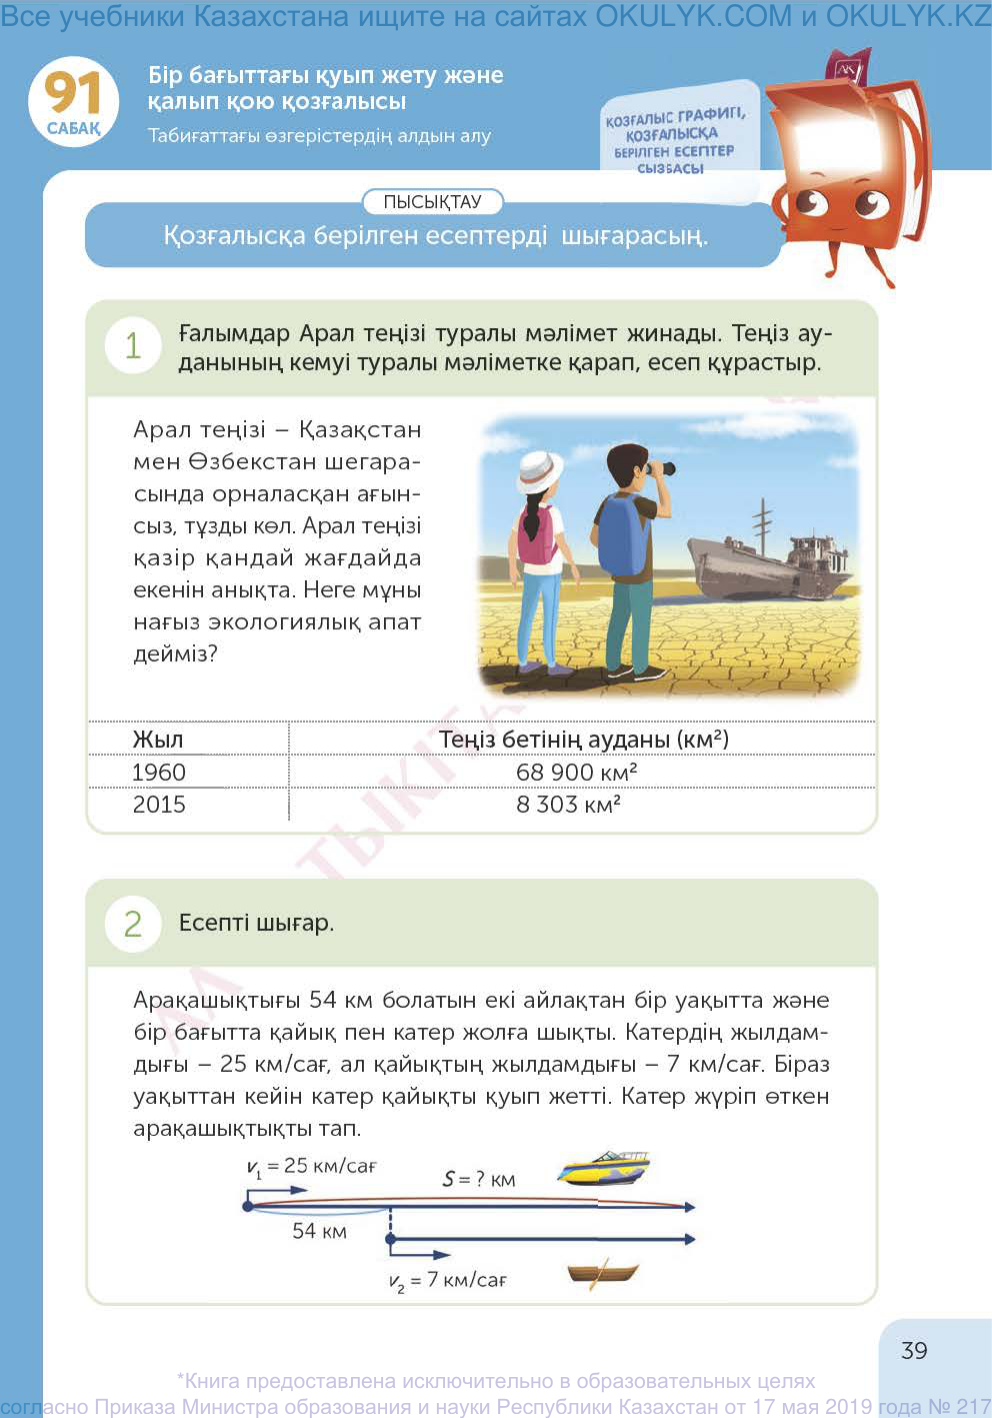 Все учебники Казахстана ищите на сайтах OKULYK.COM и OKULYK.KZ
91
САБАҚ
Бір бағыттағы қуып жету және
қалып қою қозғалысы
Табиғаттағы өзгерістердің алдын алу
ҚОЗҒАЛЫС ГРАФИГІ,
ҚОЗҒАЛЫСҚА
БЕРІЛГЕН ЕСЕПТЕР
СЫЗБАСЫ
АК
ПЫСЫҚТАУ
Қозғалысқа берілген есептерді шығарасың.
1
Ғалымдар Арал теңізі туралы мәлімет жинады. Теңіз ау-
данының кемуі туралы мәліметке қарап, есеп құрастыр.
Арал теңізі – Қазақстан
мен Өзбекстан шегара-
сында орналасқан ағын-
сыз, тұзды көл. Арал теңізі
қазір қандай жағдайда
екенін анықта. Неге мұны
нағыз экологиялық апат
дейміз?
Жыл Теңіз бетінің ауданы (км²)
1960 68 900 км²
2015 8 303 км²
2
Есепті шығар.
Арақашықтығы 54 км болатын екі айлақтан бір уақытта және
бір бағытта қайық пен катер жолға шықты. Катердің жылдам-
дығы – 25 км/сағ, ал қайықтың жылдамдығы – 7 км/сағ. Біраз
уақыттан кейін катер қайықты қуып жетті. Катер жүріп өткен
арақашықтықты тап.
v₁ = 25 км/сағ
S = ? км
54 км
v₂ = 7 км/сағ
39
*Книга предоставлена исключительно в образовательных целях
согласно Приказа Министра образования и науки Республики Казахстан от 17 мая 2019 года № 217